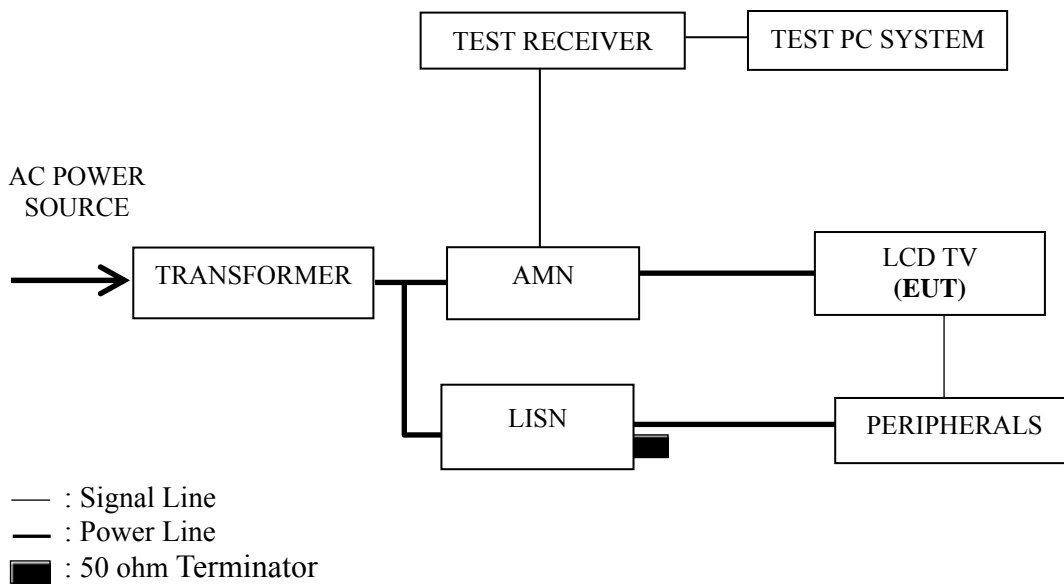 TEST RECEIVER
TEST PC SYSTEM
AC POWER
SOURCE
TRANSFORMER
AMN
LCD TV
(EUT)
LISN
PERIPHERALS
: Signal Line
: Power Line
: 50 ohm Terminator